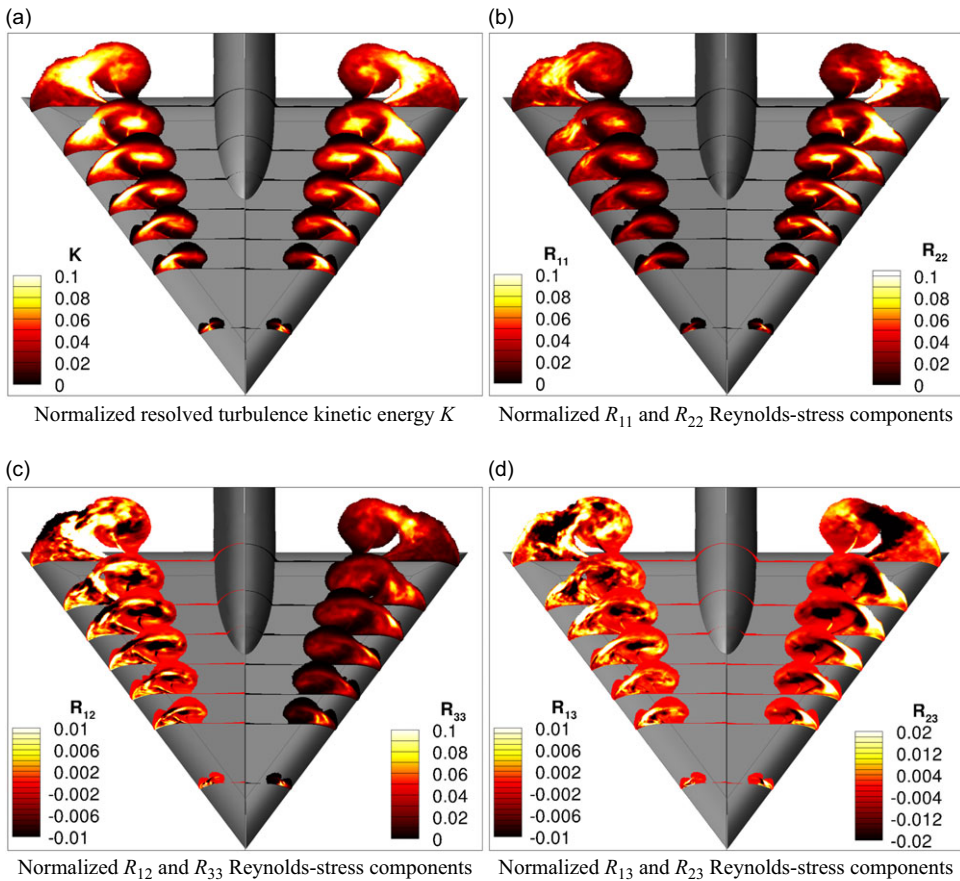 (a)
(b)
K
0.1
0.08
0.06
0.04
0.02
0
R11
0.1
0.08
0.06
0.04
0.02
0
R22
0.1
0.08
0.06
0.04
0.02
0
Normalized resolved turbulence kinetic energy K
Normalized R11 and R22 Reynolds-stress components
(c)
(d)
R12
0.01
0.006
0.002
-0.002
-0.006
-0.01
R33
0.1
0.08
0.06
0.04
0.02
0
R13
0.01
0.006
0.002
-0.002
-0.006
-0.01
R23
0.02
0.012
0.004
-0.004
-0.012
-0.02
Normalized R12 and R33 Reynolds-stress components
Normalized R13 and R23 Reynolds-stress components